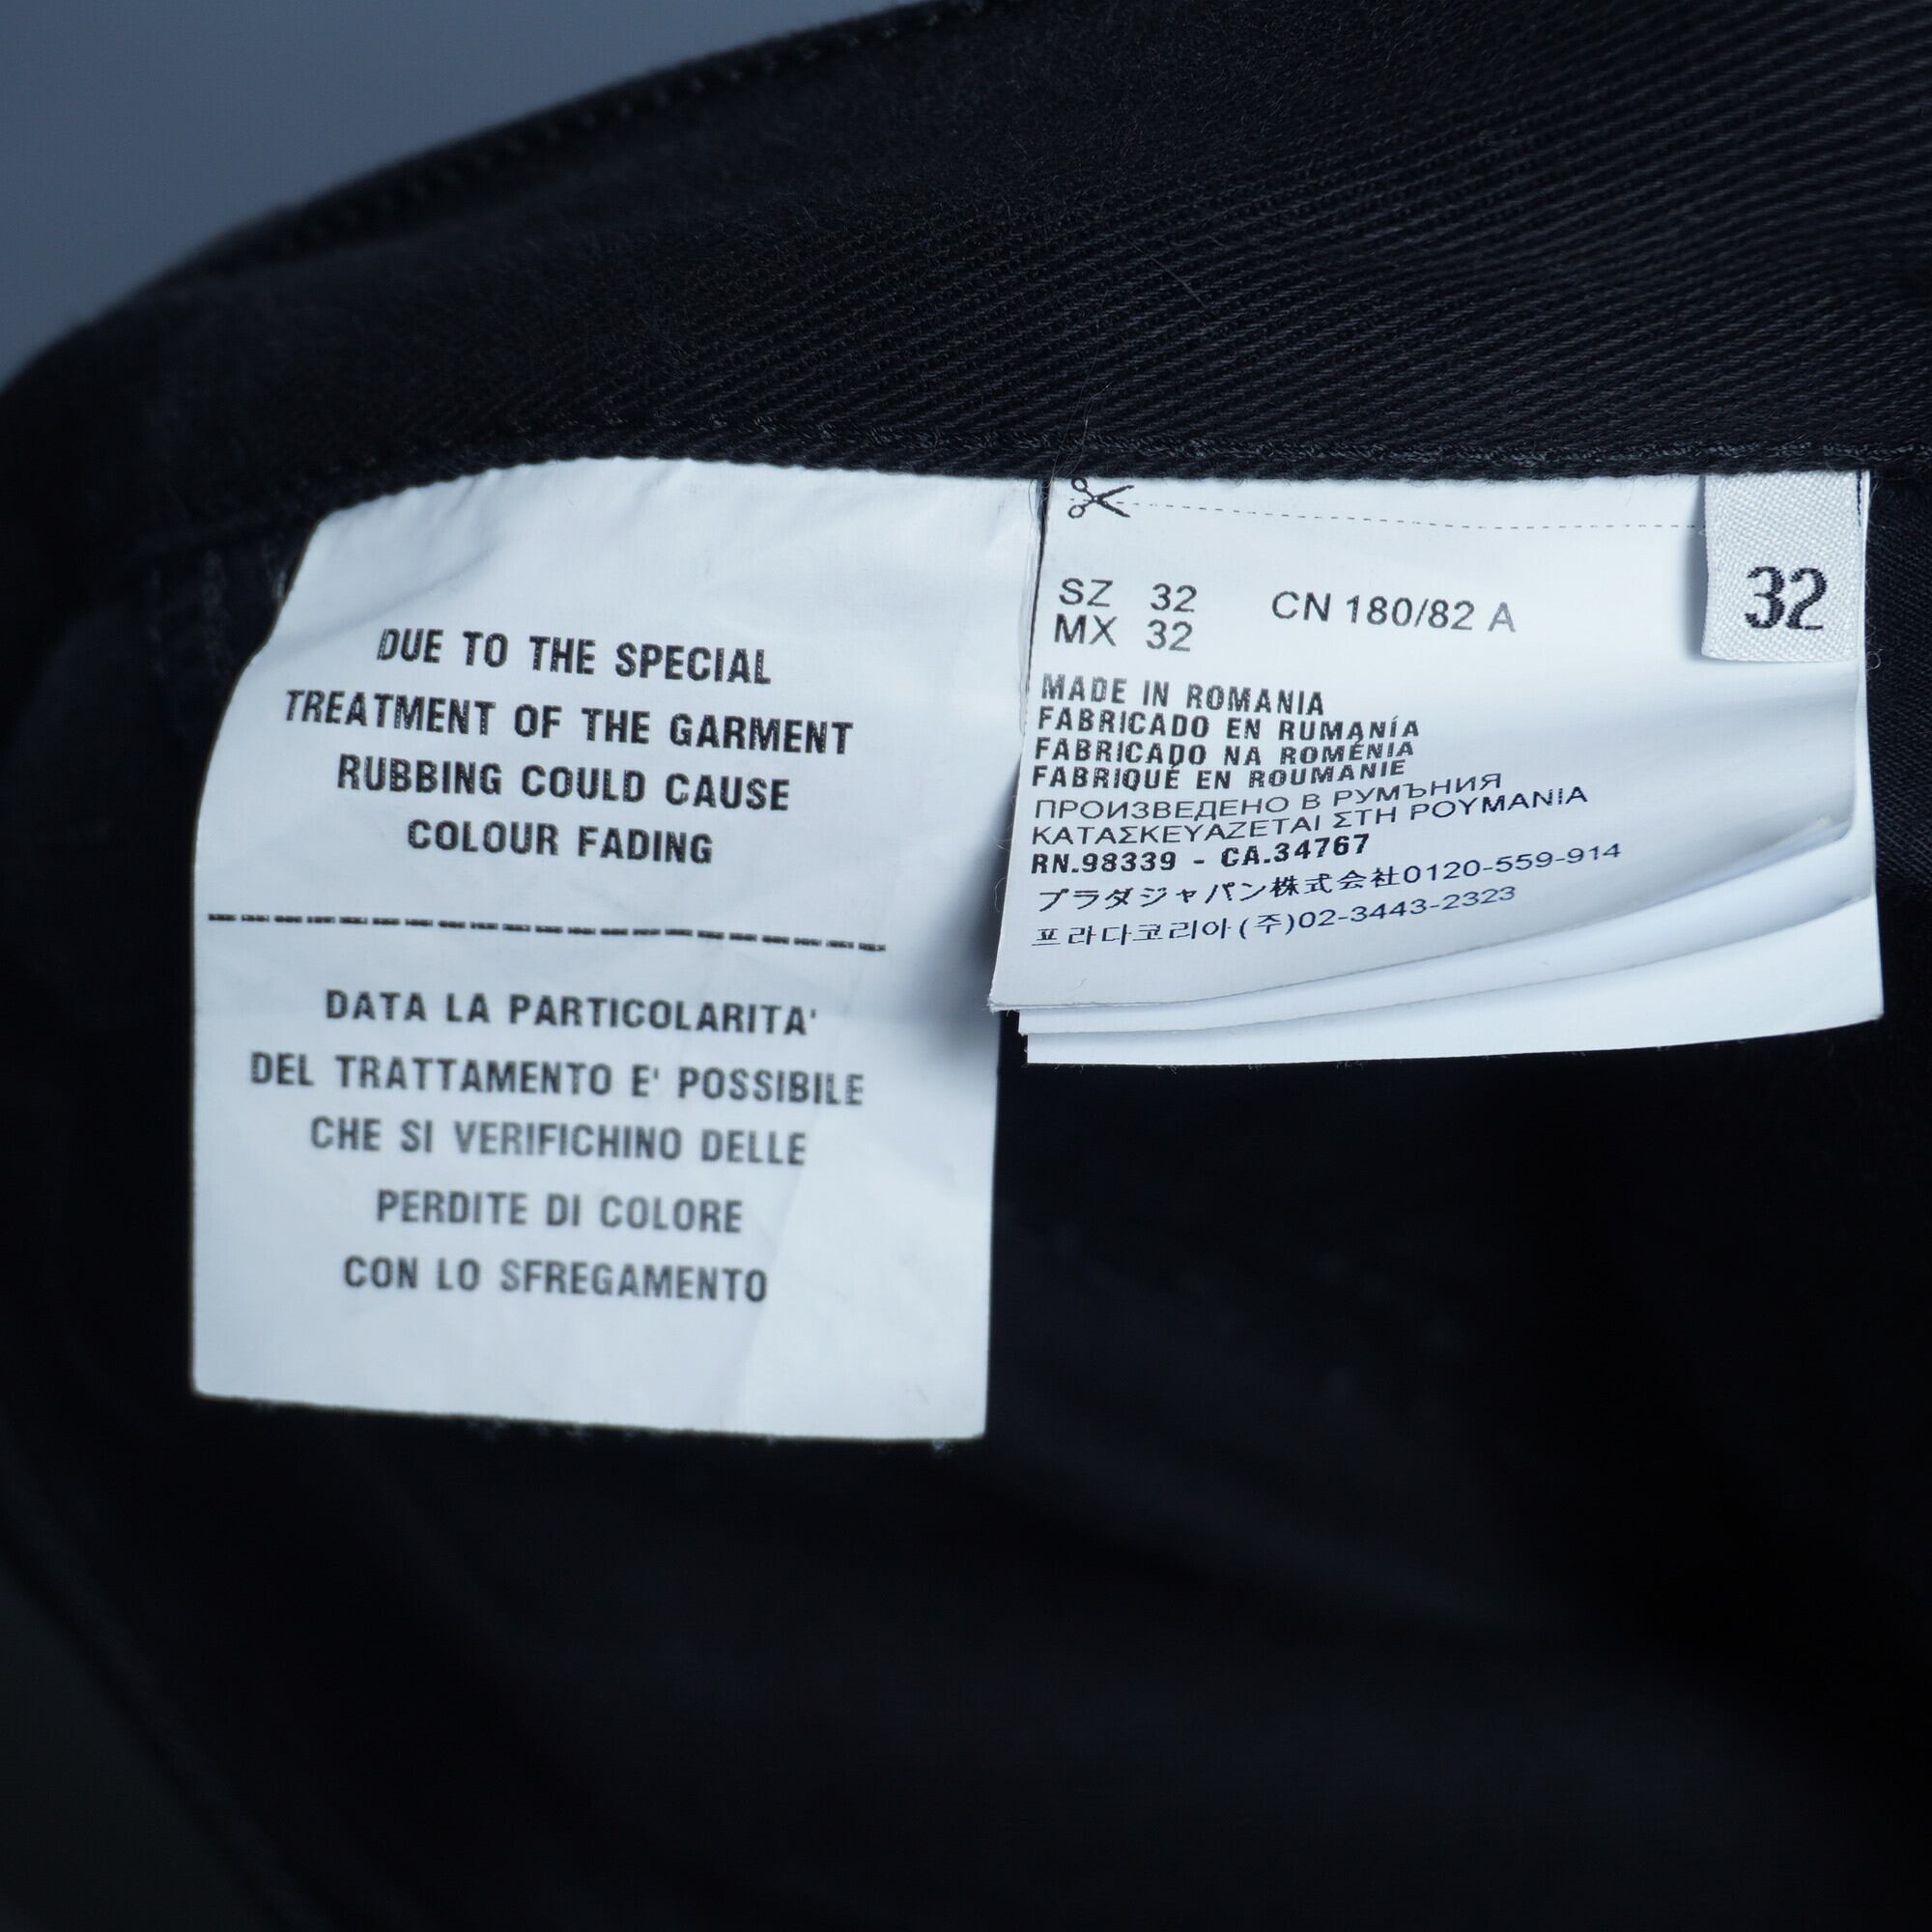 DUE TO THE SPECIAL
TREATMENT OF THE GARMENT
RUBBING COULD CAUSE
COLOUR FADING
DATA LA PARTICOLARITA'
DEL TRATTAMENTO E' POSSIBILE
CHE SI VERIFICHINO DELLE
PERDITE DI COLORE
CON LO SFREGAMENTO
SZ 32 CN 180/82 A
MX 32
MADE IN ROMANIA
FABRICADO EN RUMANÍA
FABRICADO NA ROMÉNIA
FABRIQUÉ EN ROUMANIE
ПРОИЗВЕДЕНО В РУМЪНИЯ
ΚΑΤΑΣΚΕΥΑΖΕΤΑΙ ΣΤΗ ΡΟΥΜΑΝΙΑ
RN.98339 - CA.34767
プラダジャパン株式会社0120-559-914
프라다코리아(주)02-3443-2323
32